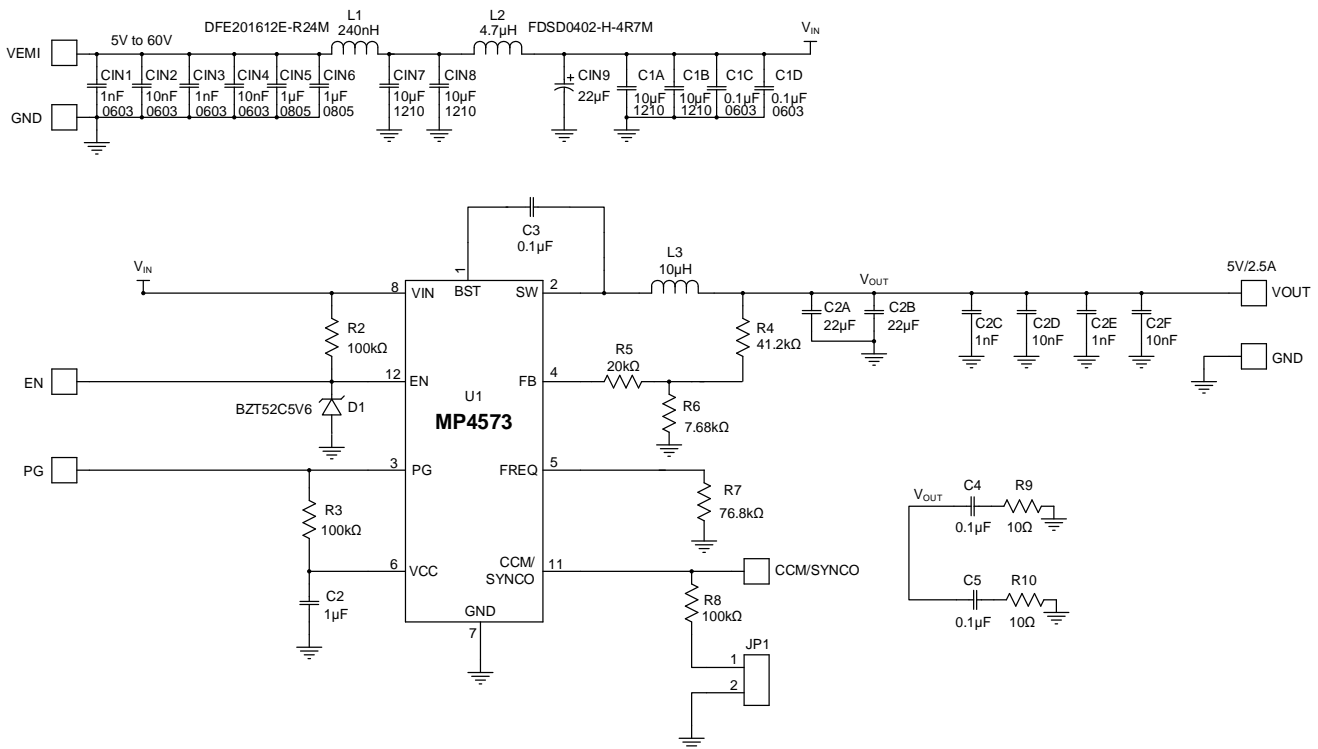 DFE201612E-R24M
L1
240nH
L2
4.7µH
FDSD0402-H-4R7M
VIN
VEMI
5V to 60V
CIN1
1nF
0603
CIN2
10nF
0603
CIN3
1nF
0603
CIN4
10nF
0603
CIN5
1µF
0805
CIN6
1µF
0805
CIN7
10µF
1210
CIN8
10µF
1210
CIN9
22µF
C1A
10µF
1210
C1B
10µF
1210
C1C
0.1µF
0603
C1D
0.1µF
0603
GND
C3
0.1µF
VIN
8
VIN
1
BST
SW
2
L3
10µH
VOUT
5V/2.5A
VOUT
R2
100kΩ
R4
41.2kΩ
C2A
22µF
C2B
22µF
C2C
1nF
C2D
10nF
C2E
1nF
C2F
10nF
GND
EN
12
EN
FB
4
R5
20kΩ
BZT52C5V6
D1
U1
MP4573
R6
7.68kΩ
PG
3
PG
FREQ
5
R7
76.8kΩ
R3
100kΩ
VOUT
C4
0.1µF
R9
10Ω
6
VCC
CCM/
SYNCO
11
CCM/SYNCO
C2
1µF
GND
7
R8
100kΩ
C5
0.1µF
R10
10Ω
JP1
1
2